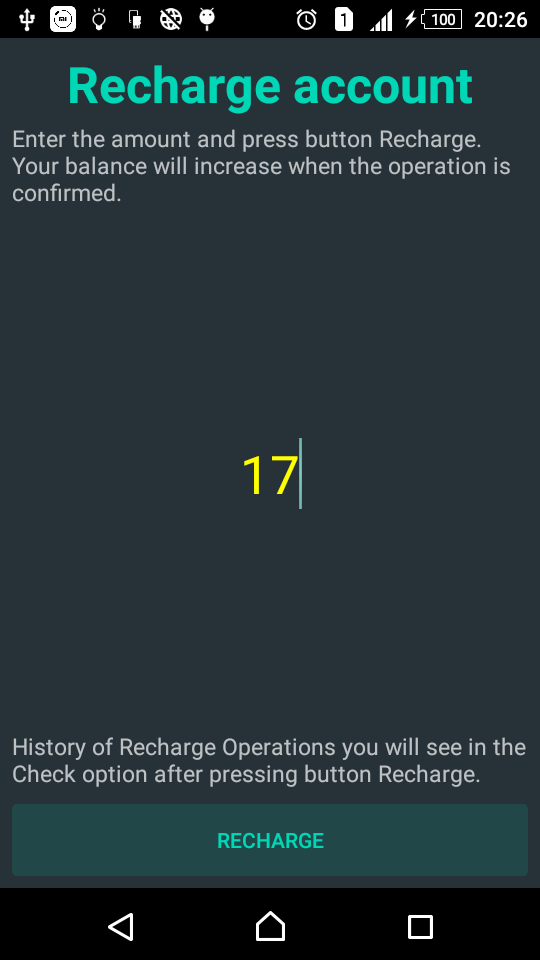 1 100 20:26
Recharge account
Enter the amount and press button Recharge.
Your balance will increase when the operation is
confirmed.
17
History of Recharge Operations you will see in the
Check option after pressing button Recharge.
RECHARGE